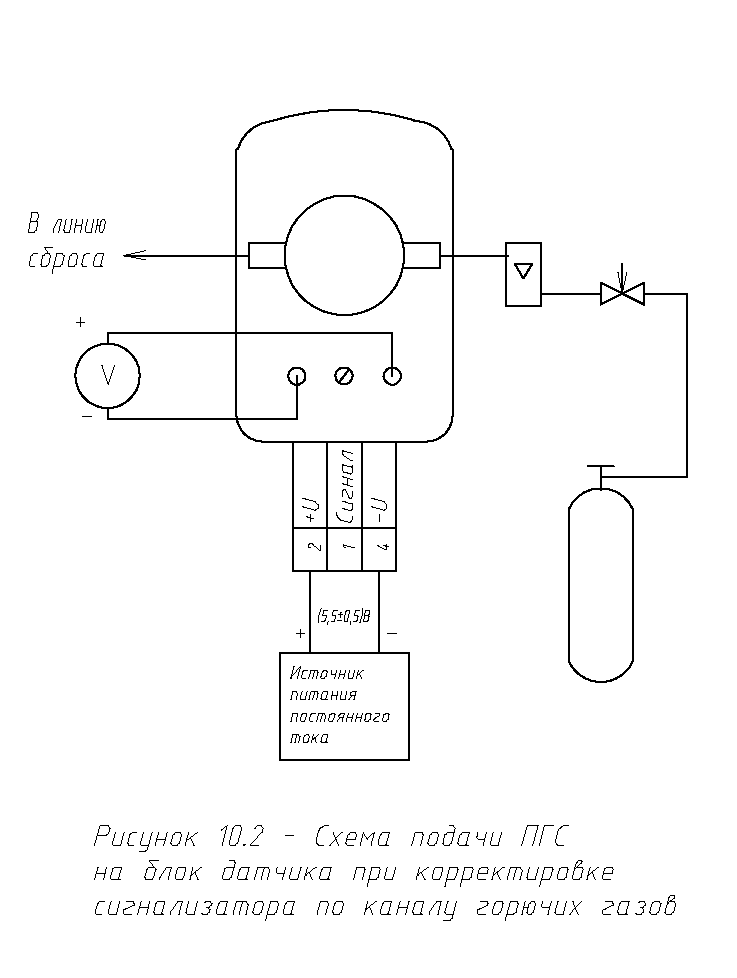 В линию
сброса
+
V
−
+U
Сигнал
-U
2
1
4
(5,5±0,5)В
+
−
Источник
питания
постоянного
тока
Рисунок 10.2 - Схема подачи ПГС
на блок датчика при корректировке
сигнализатора по каналу горючих газов